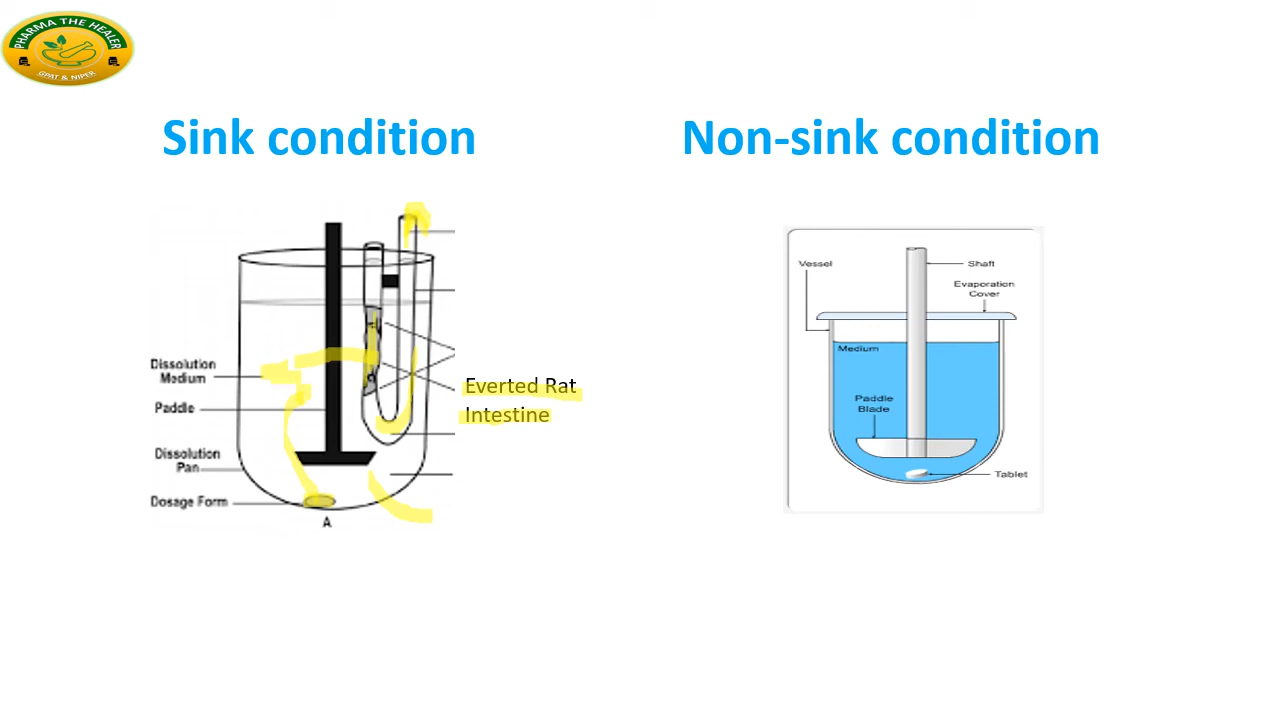 PHARMA THE HEALER
GPAT & NIPER
Sink condition
Non-sink condition
Dissolution
Medium
Paddle
Dissolution
Pan
Dosage Form
A
Everted Rat
Intestine
Vessel
Shaft
Evaporation
Cover
Medium
Paddle
Blade
Tablet